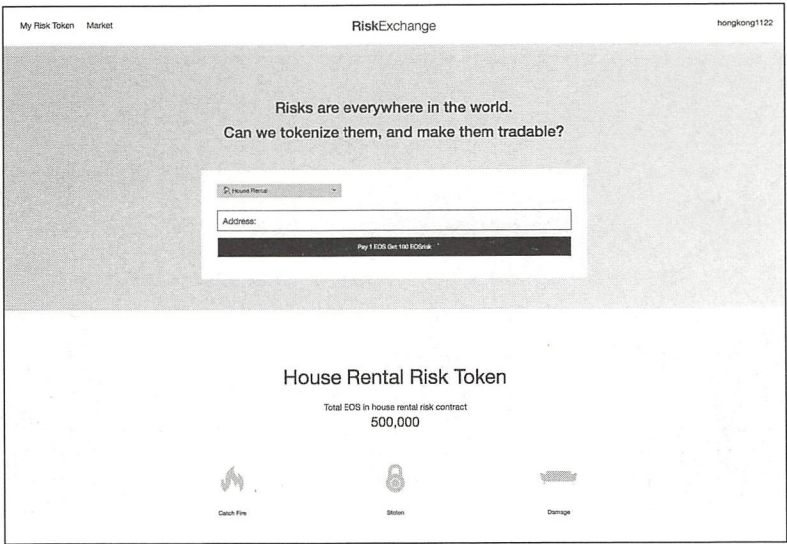 My Risk Token Market RiskExchange hongkong1122
Risks are everywhere in the world.
Can we tokenize them, and make them tradable?
House Rental
Address:
Pay 1 EOS Get 100 EOSrisk
House Rental Risk Token
Total EOS in house rental risk contract
500,000
Catch Fire Stolen Damage